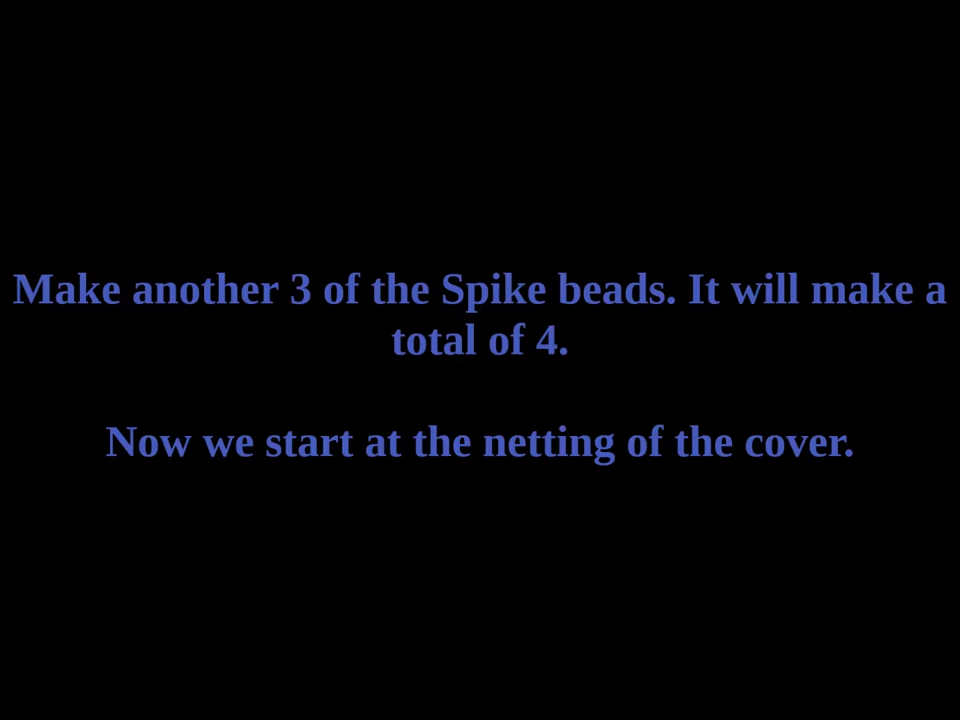 Make another 3 of the Spike beads. It will make a
total of 4.
Now we start at the netting of the cover.